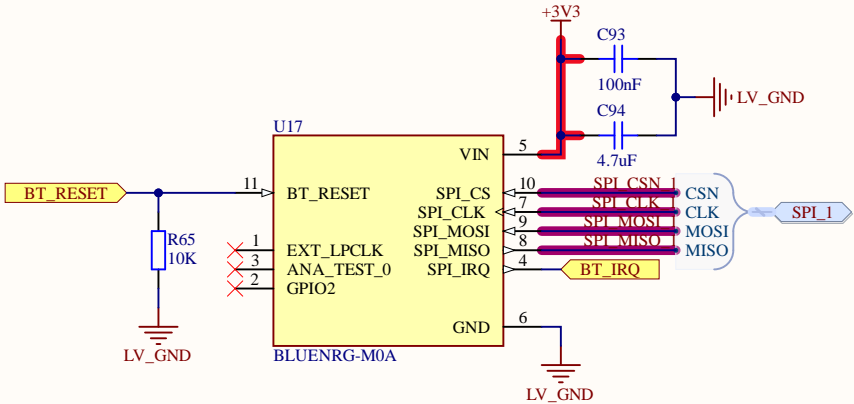 +3V3
C93
100nF
LV_GND
C94
4.7uF
U17
VIN 5
BT_RESET 11 BT_RESET SPI_CS 10 SPI_CSN_1 CSN
SPI_CLK 7 SPI_CLK CLK SPI_1
SPI_MOSI 9 SPI_MOSI MOSI
R65 1 EXT_LPCLK SPI_MISO 8 SPI_MISO MISO
10K 3 ANA_TEST_0 SPI_IRQ 4 BT_IRQ
2 GPIO2
GND 6
LV_GND BLUENRG-M0A
LV_GND